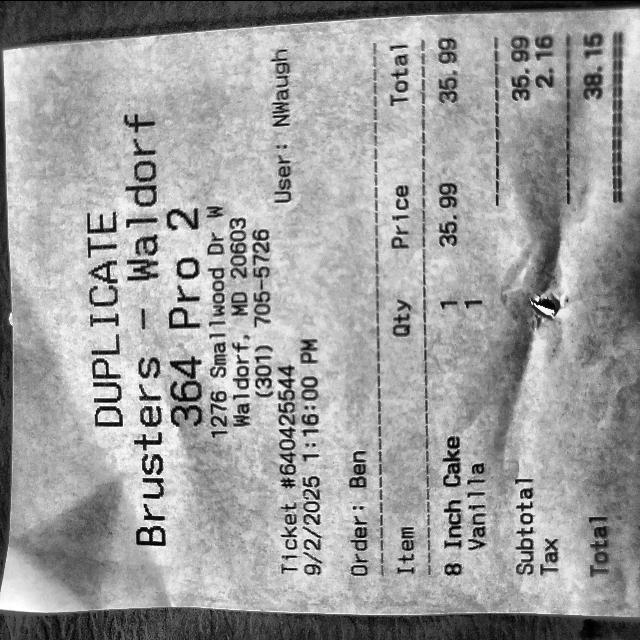 DUPLICATE
Brusters - Waldorf
364 Pro 2
1276 Smallwood Dr W
Waldorf, MD 20603
(301) 705-5726
Ticket #640425544 User: NWaugh
9/2/2025 1:16:00 PM
Order: Ben
Item Qty Price Total
8 Inch Cake 1 35.99 35.99
Vanilla 1
Subtotal 35.99
Tax 2.16
Total 38.15